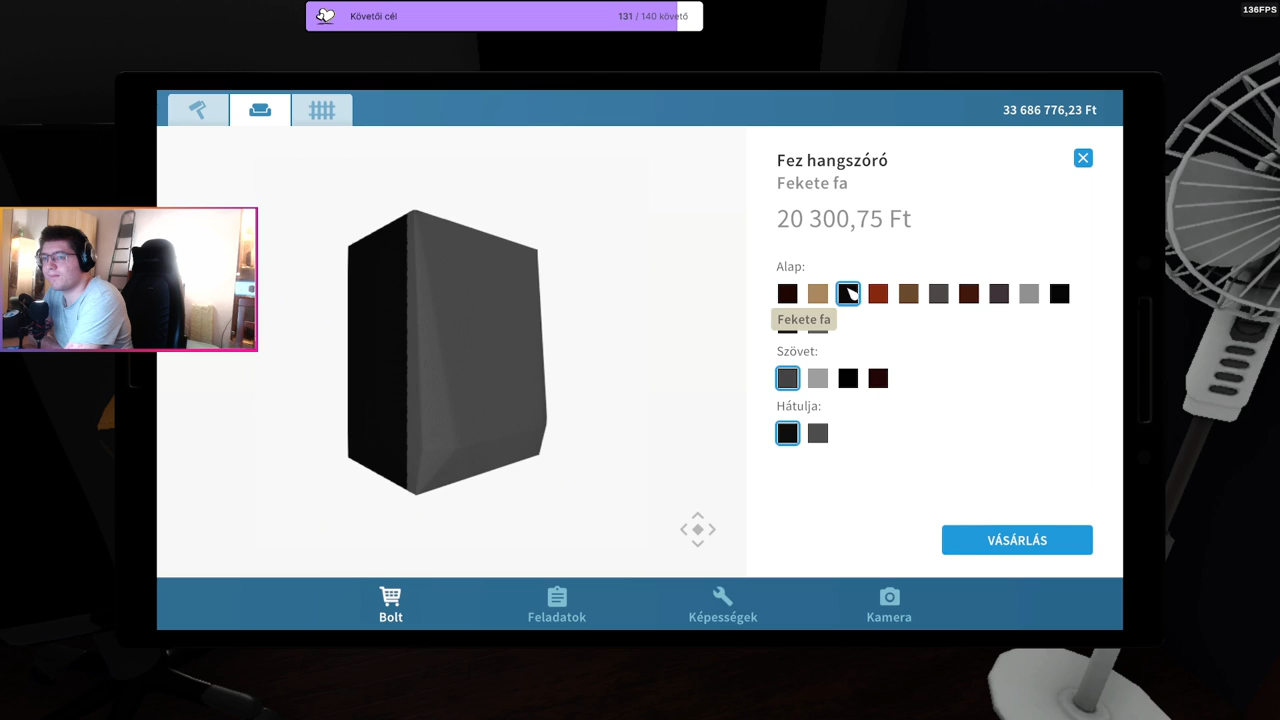 Követői cél
131 / 140 követő
136FPS
33 686 776,23 Ft
Fez hangszóró
Fekete fa
20 300,75 Ft
Alap:
Fekete fa
Szövet:
Hátulja:
VÁSÁRLÁS
Bolt
Feladatok
Képességek
Kamera